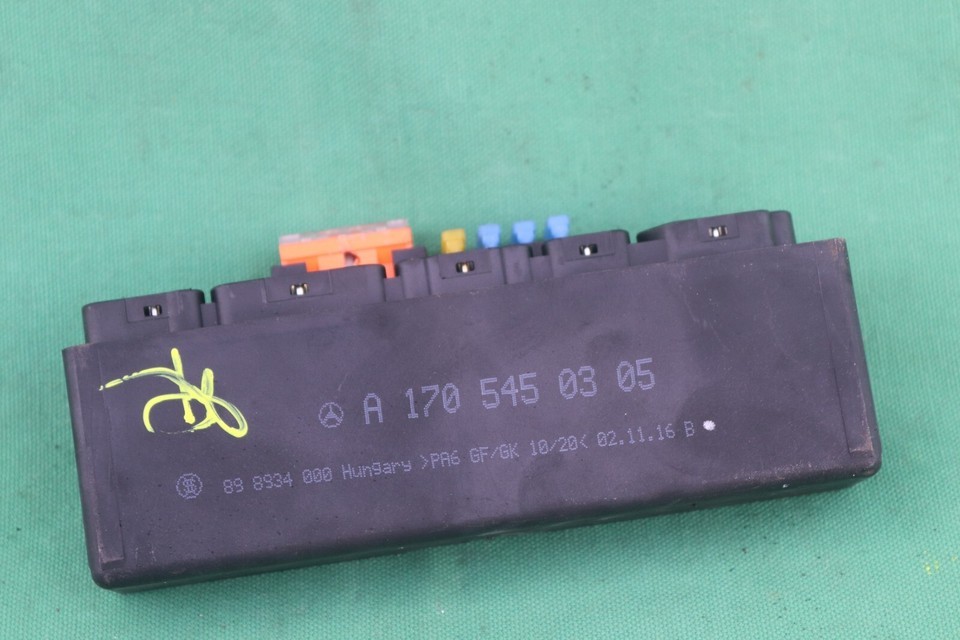 A 170 545 03 05
89 8934 000 Hungary >PA6 GF/GK 10/20< 02.11.16 B